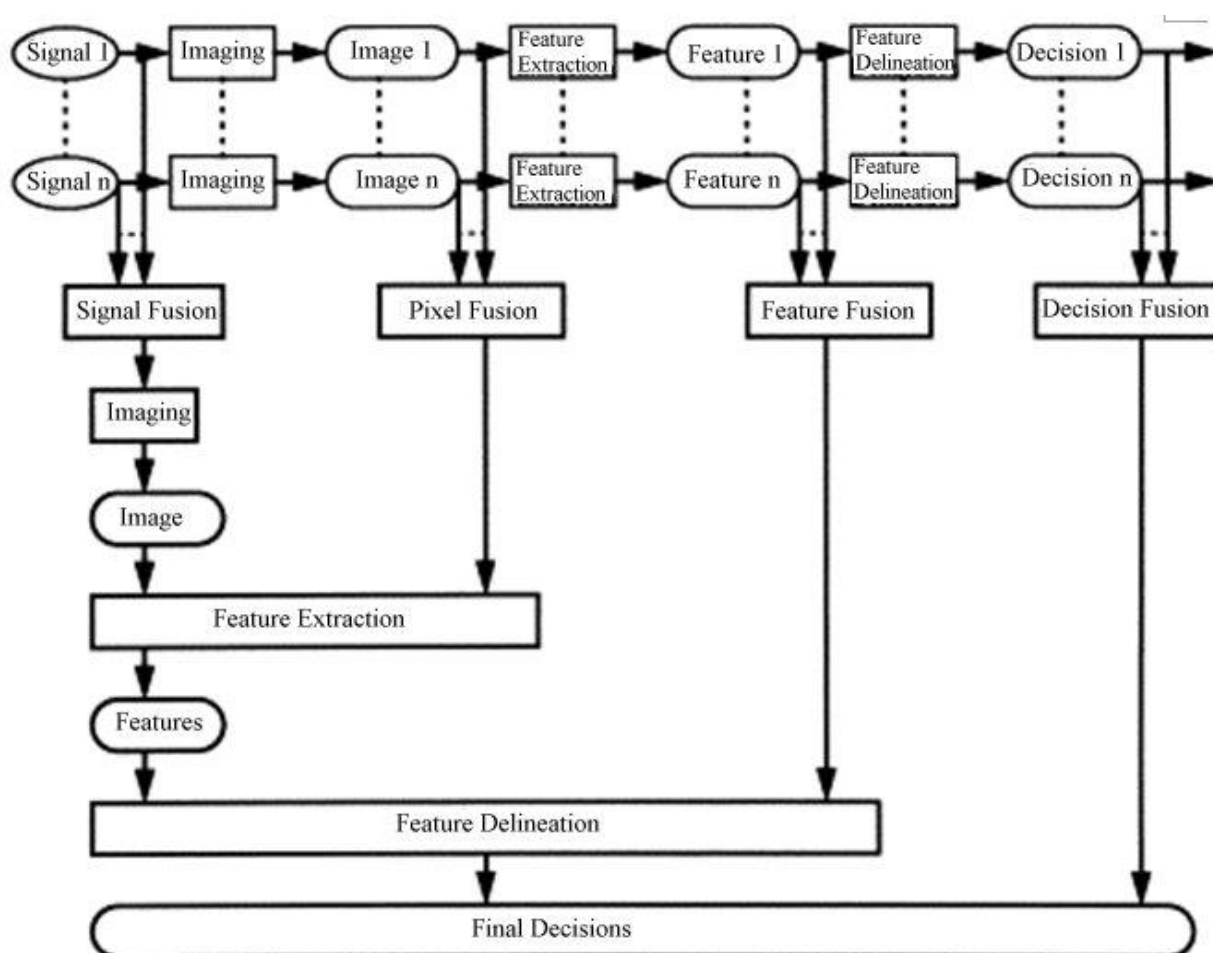 Signal 1
Imaging
Image 1
Feature
Extraction
Feature 1
Feature
Delineation
Decision 1
Signal n
Imaging
Image n
Feature
Extraction
Feature n
Feature
Delineation
Decision n
Signal Fusion
Pixel Fusion
Feature Fusion
Decision Fusion
Imaging
Image
Feature Extraction
Features
Feature Delineation
Final Decisions